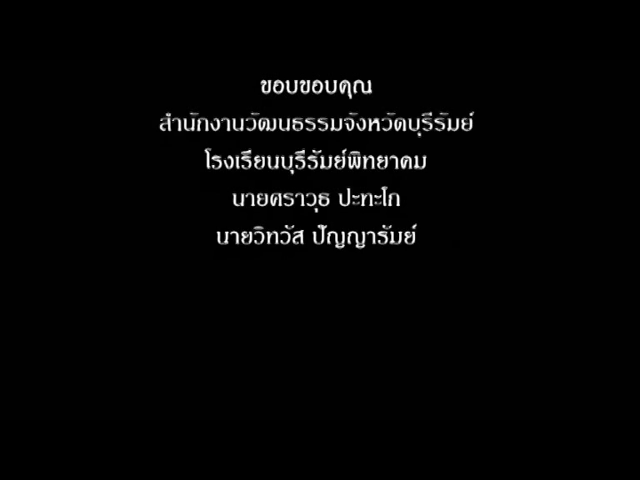 ขอบขอบคุณ
สำนักงานวัฒนธรรมจังหวัดบุรีรัมย์
โรงเรียนบุรีรัมย์พิทยาคม
นายศราวุธ ปะทะโก
นายวิทวัส ปัญญารัมย์